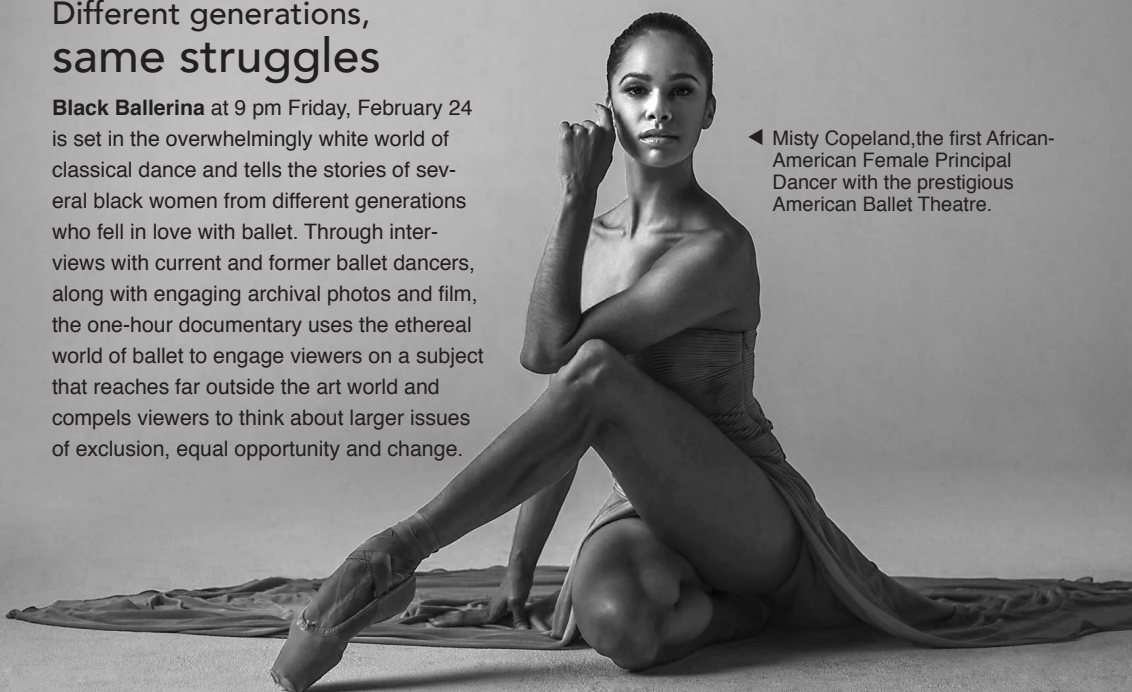 Different generations,
same struggles
Black Ballerina at 9 pm Friday, February 24
is set in the overwhelmingly white world of
classical dance and tells the stories of sev-
eral black women from different generations
who fell in love with ballet. Through inter-
views with current and former ballet dancers,
along with engaging archival photos and film,
the one-hour documentary uses the ethereal
world of ballet to engage viewers on a subject
that reaches far outside the art world and
compels viewers to think about larger issues
of exclusion, equal opportunity and change.
◀ Misty Copeland,the first African-
American Female Principal
Dancer with the prestigious
American Ballet Theatre.